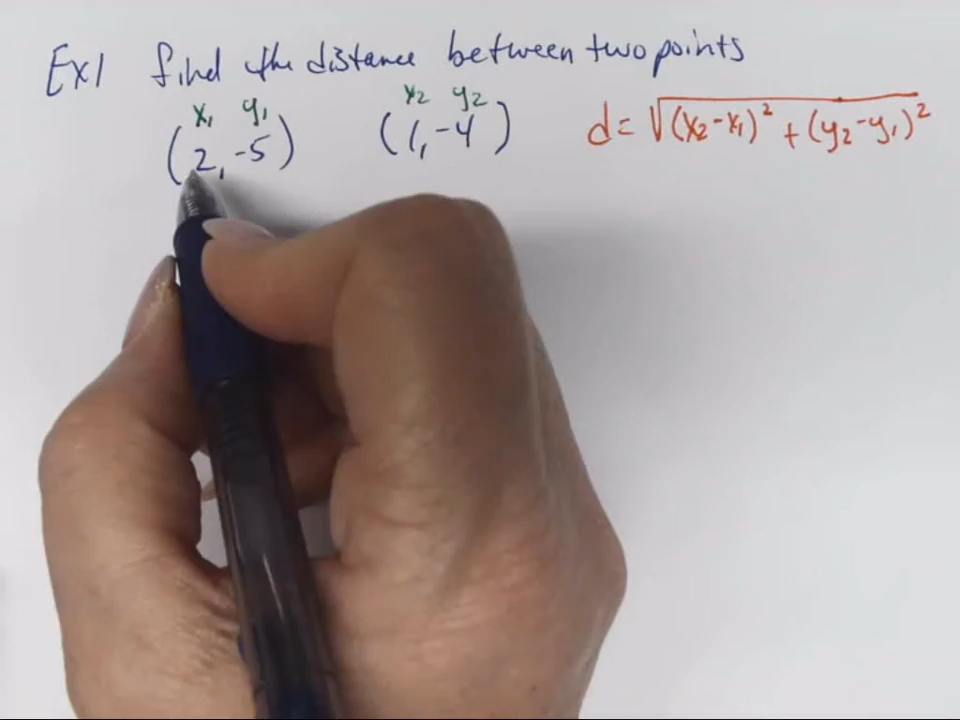 Ex1 find the distance between two points
x₁ y₁ x₂ y₂
(2, -5) (1, -4) d = √(x₂-x₁)² + (y₂-y₁)²